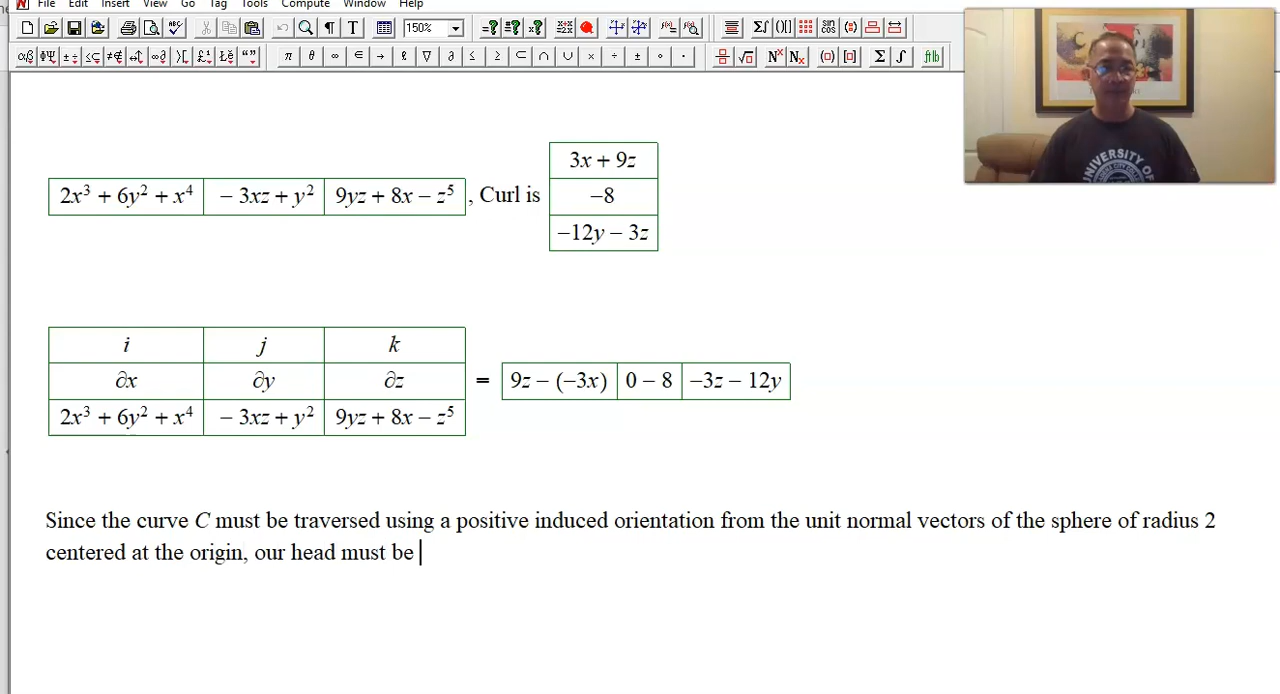 File Edit Insert View Go Tag Tools Compute Window Help
150%
3x + 9z
2x³ + 6y² + x⁴ − 3xz + y² 9yz + 8x − z⁵ , Curl is −8
−12y − 3z
i j k
∂x ∂y ∂z = 9z − (−3x) 0 − 8 −3z − 12y
2x³ + 6y² + x⁴ − 3xz + y² 9yz + 8x − z⁵
Since the curve C must be traversed using a positive induced orientation from the unit normal vectors of the sphere of radius 2
centered at the origin, our head must be
UNIVERSITY OF